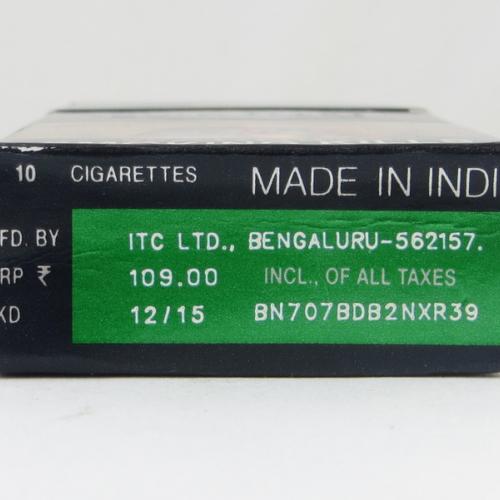 10 CIGARETTES MADE IN INDI
FD. BY ITC LTD., BENGALURU-562157.
RP ₹ 109.00 INCL., OF ALL TAXES
KD 12/15 BN707BDB2NXR39